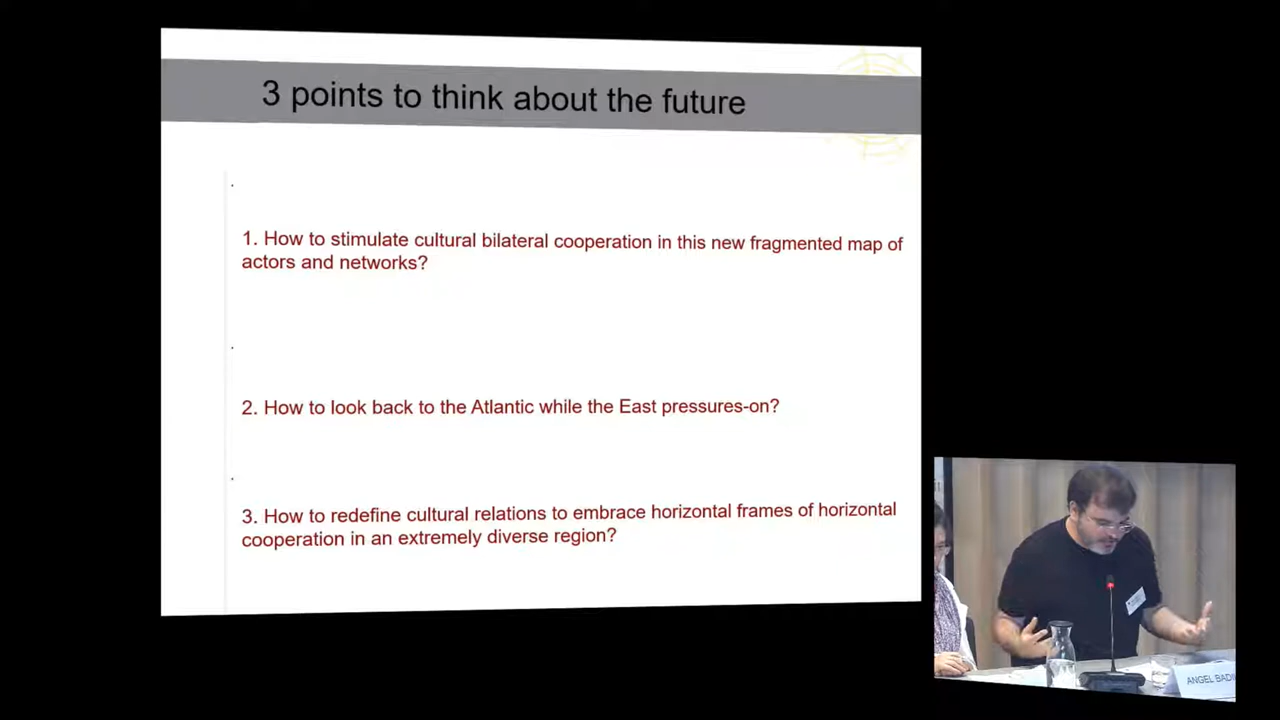 3 points to think about the future
1. How to stimulate cultural bilateral cooperation in this new fragmented map of
actors and networks?
2. How to look back to the Atlantic while the East pressures-on?
3. How to redefine cultural relations to embrace horizontal frames of horizontal
cooperation in an extremely diverse region?
ANGEL